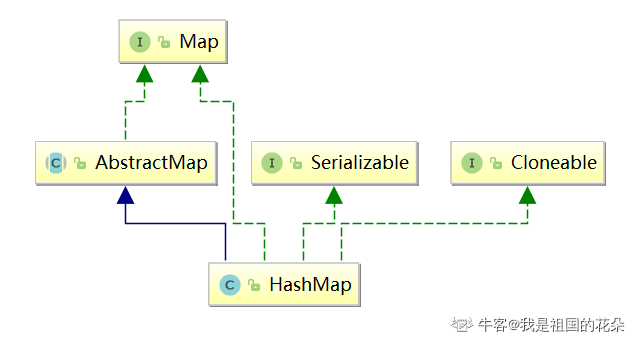 I Map
C AbstractMap
I Serializable
I Cloneable
C HashMap
牛客@我是祖国的花朵